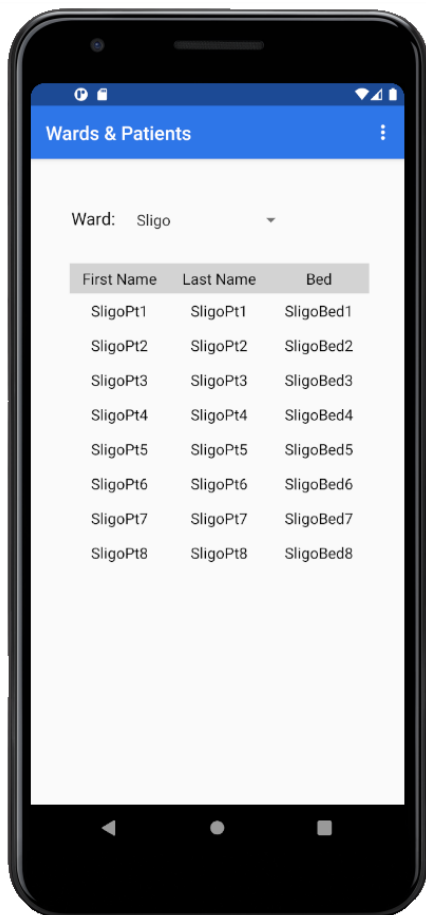 Wards & Patients
Ward: Sligo
First Name Last Name Bed
SligoPt1 SligoPt1 SligoBed1
SligoPt2 SligoPt2 SligoBed2
SligoPt3 SligoPt3 SligoBed3
SligoPt4 SligoPt4 SligoBed4
SligoPt5 SligoPt5 SligoBed5
SligoPt6 SligoPt6 SligoBed6
SligoPt7 SligoPt7 SligoBed7
SligoPt8 SligoPt8 SligoBed8